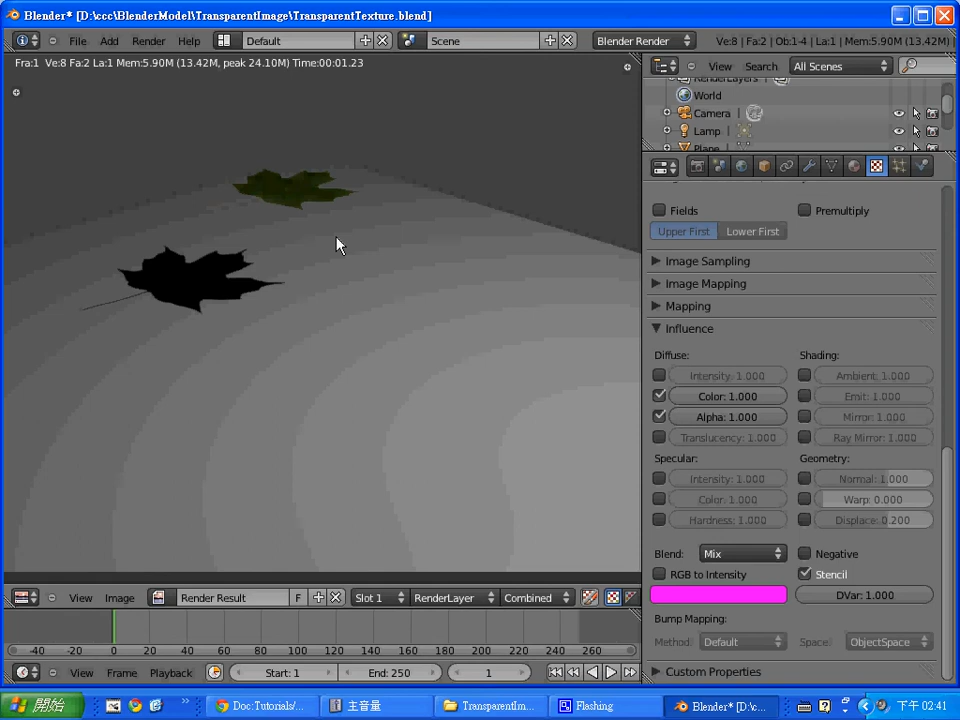 Blender* [D:\ccc\BlenderModel\TransparentImage\TransparentTexture.blend]
File Add Render Help Default Scene Blender Render Ve:8 | Fa:2 | Ob:1-4 | La:1 | Mem:5.90M (13.42M)
Fra:1 Ve:8 Fa:2 La:1 Mem:5.90M (13.42M, peak 24.10M) Time:00:01.23
View Search All Scenes
RenderLayers
World
Camera
Lamp
Plane
Fields Premultiply
Upper First Lower First
Image Sampling
Image Mapping
Mapping
Influence
Diffuse: Shading:
Intensity: 1.000 Ambient: 1.000
Color: 1.000 Emit: 1.000
Alpha: 1.000 Mirror: 1.000
Translucency: 1.000 Ray Mirror: 1.000
Specular: Geometry:
Intensity: 1.000 Normal: 1.000
Color: 1.000 Warp: 0.000
Hardness: 1.000 Displace: 0.200
Blend: Mix Negative
RGB to Intensity Stencil
DVar: 1.000
Bump Mapping:
Method: Default Space: ObjectSpace
Custom Properties
View Image Render Result F Slot 1 RenderLayer Combined
-40 -20 0 20 40 60 80 100 120 140 160 180 200 220 240 260
View Frame Playback Start: 1 End: 250 1
開始 Doc:Tutorials/... 主音量 TransparentIm... Flashing Blender* [D:\c... 下午 02:41